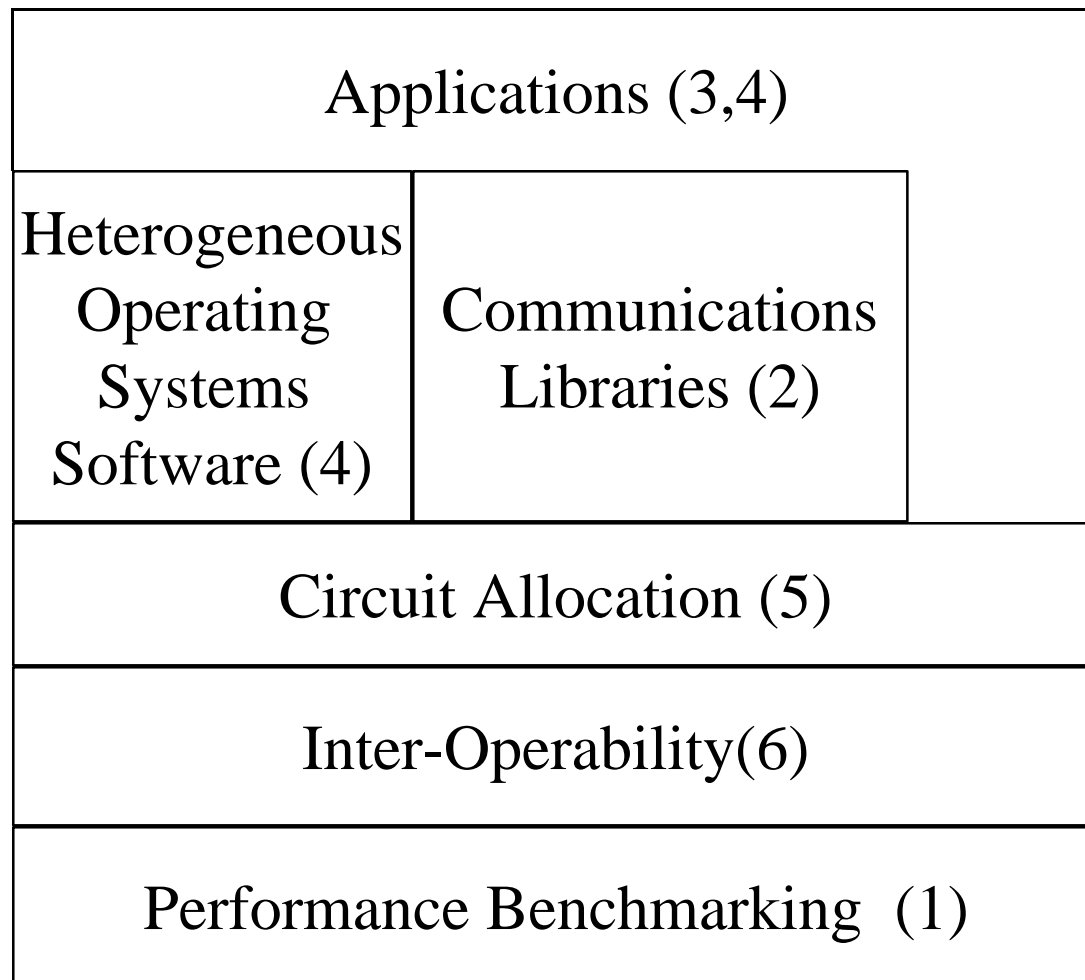 Applications (3,4)
Heterogeneous
Operating
Systems
Software (4)
Communications
Libraries (2)
Circuit Allocation (5)
Inter-Operability(6)
Performance Benchmarking (1)